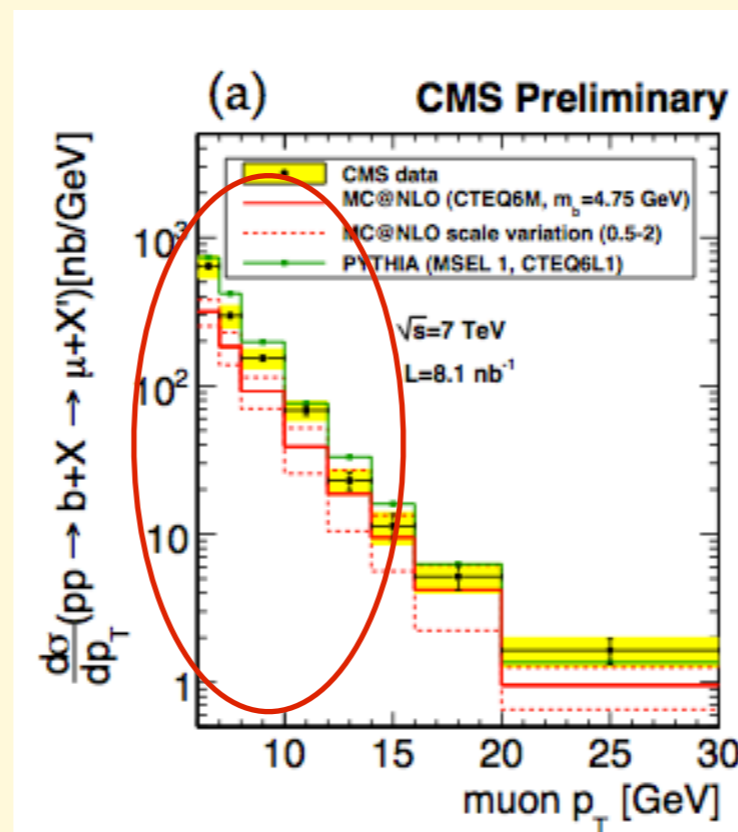 (a) CMS Preliminary
CMS data
MC@NLO (CTEQ6M, m_b=4.75 GeV)
MC@NLO scale variation (0.5-2)
PYTHIA (MSEL 1, CTEQ6L1)
√s=7 TeV
L=8.1 nb⁻¹
dσ/dp_T (pp → b+X → μ+X')[nb/GeV]
10³
10²
10
1
10 15 20 25 30
muon p_T [GeV]